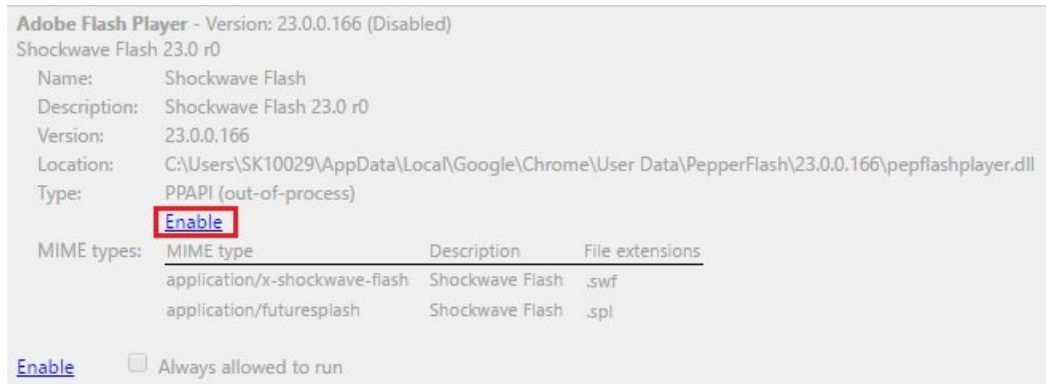 Adobe Flash Player - Version: 23.0.0.166 (Disabled)
Shockwave Flash 23.0 r0
Name: Shockwave Flash
Description: Shockwave Flash 23.0 r0
Version: 23.0.0.166
Location: C:\Users\SK10029\AppData\Local\Google\Chrome\User Data\PepperFlash\23.0.0.166\pepflashplayer.dll
Type: PPAPI (out-of-process)
Enable
MIME types: MIME type Description File extensions
application/x-shockwave-flash Shockwave Flash .swf
application/futuresplash Shockwave Flash .spl
Enable Always allowed to run